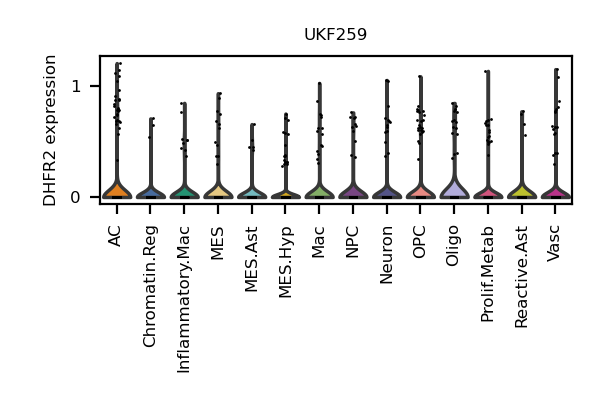 UKF259
DHFR2 expression
1
0
AC
Chromatin.Reg
Inflammatory.Mac
MES
MES.Ast
MES.Hyp
Mac
NPC
Neuron
OPC
Oligo
Prolif.Metab
Reactive.Ast
Vasc